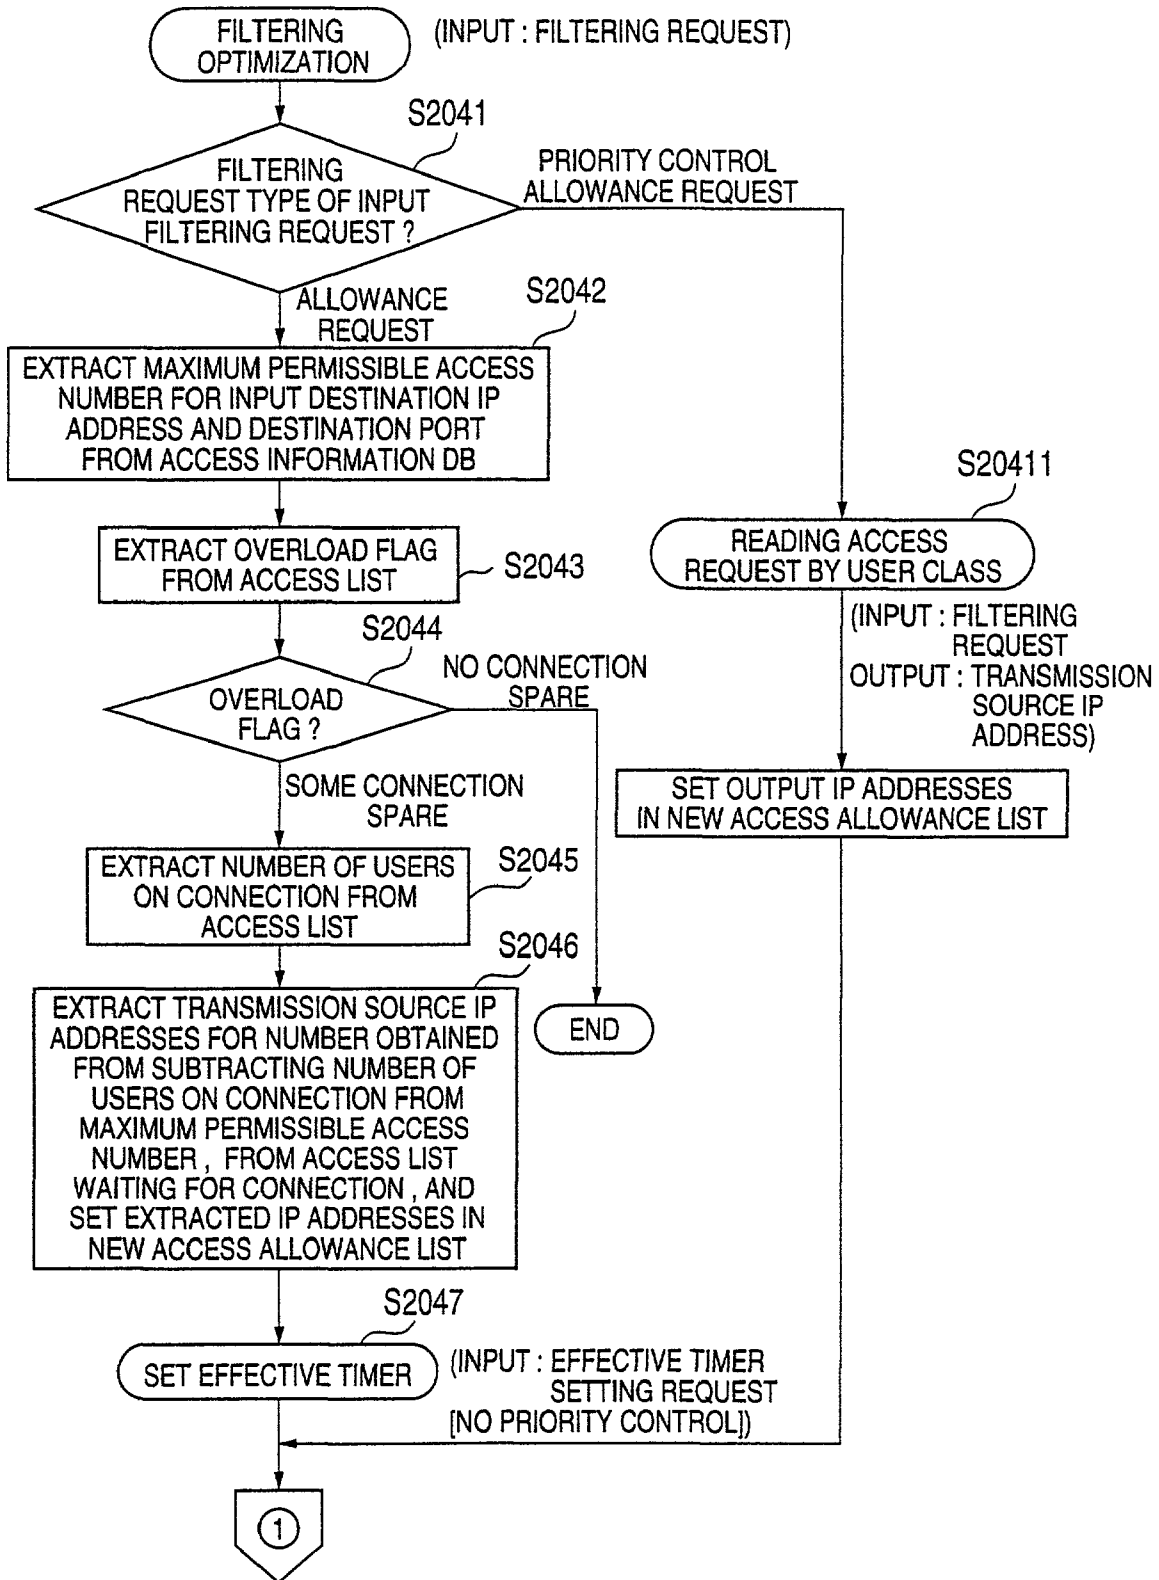 FILTERING
OPTIMIZATION
(INPUT : FILTERING REQUEST)
S2041
FILTERING
REQUEST TYPE OF INPUT
FILTERING REQUEST ?
PRIORITY CONTROL
ALLOWANCE REQUEST
ALLOWANCE
REQUEST
S2042
EXTRACT MAXIMUM PERMISSIBLE ACCESS
NUMBER FOR INPUT DESTINATION IP
ADDRESS AND DESTINATION PORT
FROM ACCESS INFORMATION DB
S20411
READING ACCESS
REQUEST BY USER CLASS
EXTRACT OVERLOAD FLAG
FROM ACCESS LIST
S2043
(INPUT : FILTERING
REQUEST
OUTPUT : TRANSMISSION
SOURCE IP
ADDRESS)
S2044
OVERLOAD
FLAG ?
NO CONNECTION
SPARE
SOME CONNECTION
SPARE
SET OUTPUT IP ADDRESSES
IN NEW ACCESS ALLOWANCE LIST
EXTRACT NUMBER OF USERS
ON CONNECTION FROM
ACCESS LIST
S2045
S2046
EXTRACT TRANSMISSION SOURCE IP
ADDRESSES FOR NUMBER OBTAINED
FROM SUBTRACTING NUMBER OF
USERS ON CONNECTION FROM
MAXIMUM PERMISSIBLE ACCESS
NUMBER , FROM ACCESS LIST
WAITING FOR CONNECTION , AND
SET EXTRACTED IP ADDRESSES IN
NEW ACCESS ALLOWANCE LIST
END
S2047
SET EFFECTIVE TIMER
(INPUT : EFFECTIVE TIMER
SETTING REQUEST
[NO PRIORITY CONTROL])
1